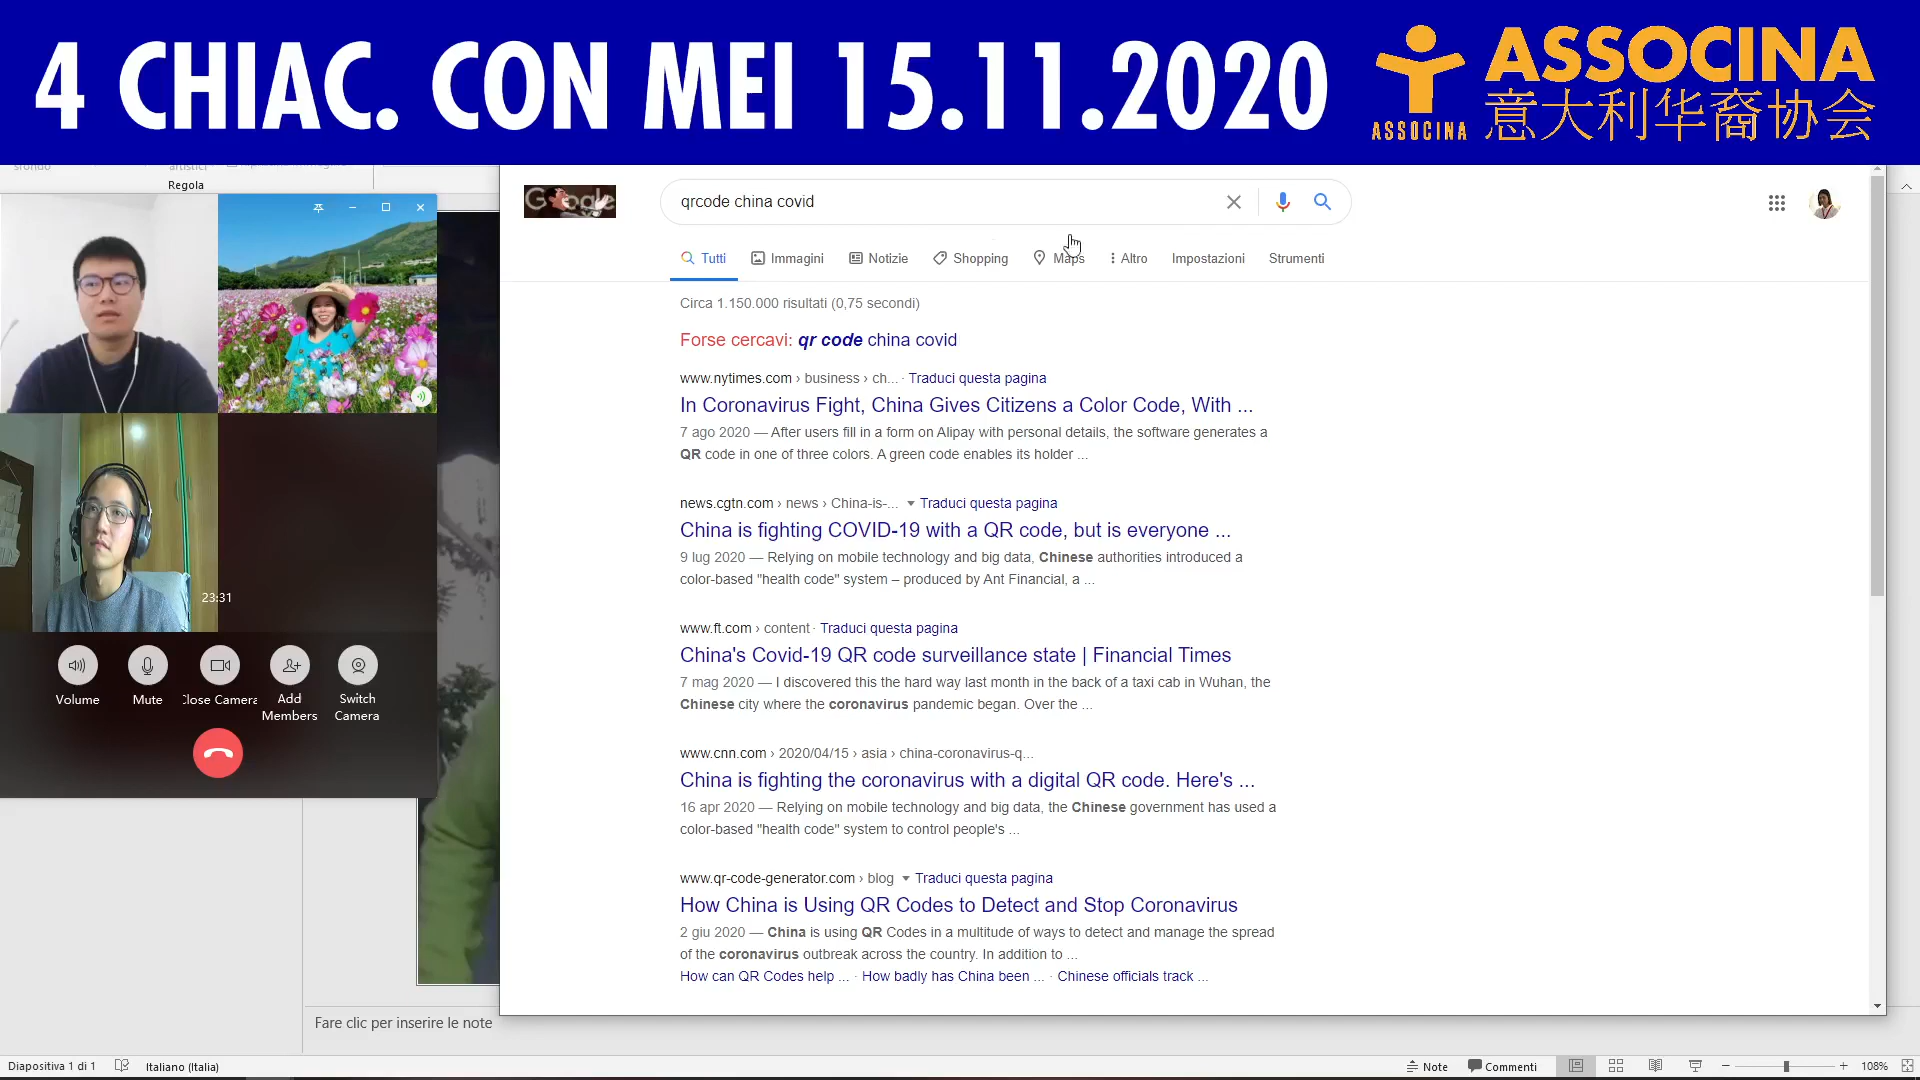 4 CHIAC. CON MEI 15.11.2020
ASSOCINA
ASSOCINA
意大利华裔协会
sfondo
artistici
Regola
Google
qrcode china covid
Tutti
Immagini
Notizie
Shopping
Maps
Altro
Impostazioni
Strumenti
Circa 1.150.000 risultati (0,75 secondi)
Forse cercavi: qr code china covid
www.nytimes.com › business › ch... · Traduci questa pagina
In Coronavirus Fight, China Gives Citizens a Color Code, With ...
7 ago 2020 — After users fill in a form on Alipay with personal details, the software generates a
QR code in one of three colors. A green code enables its holder ...
news.cgtn.com › news › China-is-... Traduci questa pagina
China is fighting COVID-19 with a QR code, but is everyone ...
9 lug 2020 — Relying on mobile technology and big data, Chinese authorities introduced a
color-based "health code" system – produced by Ant Financial, a ...
www.ft.com › content · Traduci questa pagina
China's Covid-19 QR code surveillance state | Financial Times
7 mag 2020 — I discovered this the hard way last month in the back of a taxi cab in Wuhan, the
Chinese city where the coronavirus pandemic began. Over the ...
www.cnn.com › 2020/04/15 › asia › china-coronavirus-q...
China is fighting the coronavirus with a digital QR code. Here's ...
16 apr 2020 — Relying on mobile technology and big data, the Chinese government has used a
color-based "health code" system to control people's ...
www.qr-code-generator.com › blog Traduci questa pagina
How China is Using QR Codes to Detect and Stop Coronavirus
2 giu 2020 — China is using QR Codes in a multitude of ways to detect and manage the spread
of the coronavirus outbreak across the country. In addition to ...
How can QR Codes help ... · How badly has China been ... · Chinese officials track ...
23:31
Volume
Mute
Close Camera
Add
Members
Switch
Camera
Fare clic per inserire le note
Diapositiva 1 di 1
Italiano (Italia)
Note
Commenti
108%